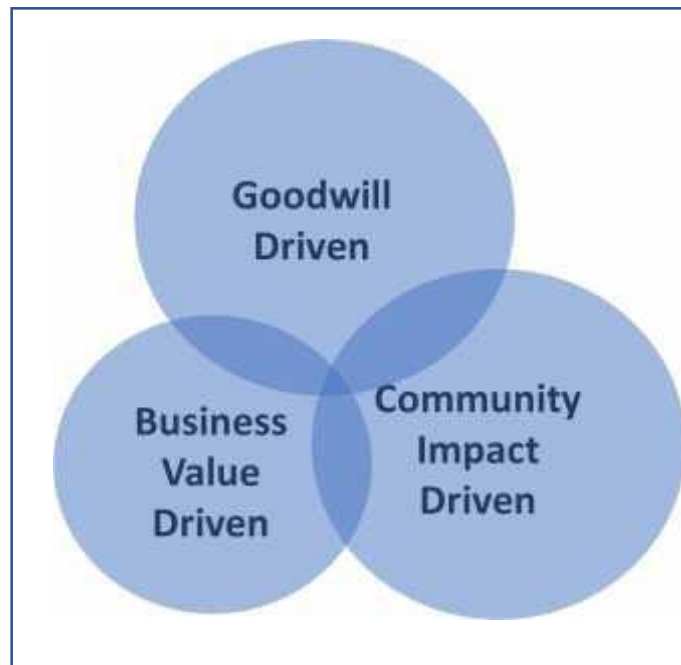 Goodwill
Driven
Business
Value
Driven
Community
Impact
Driven